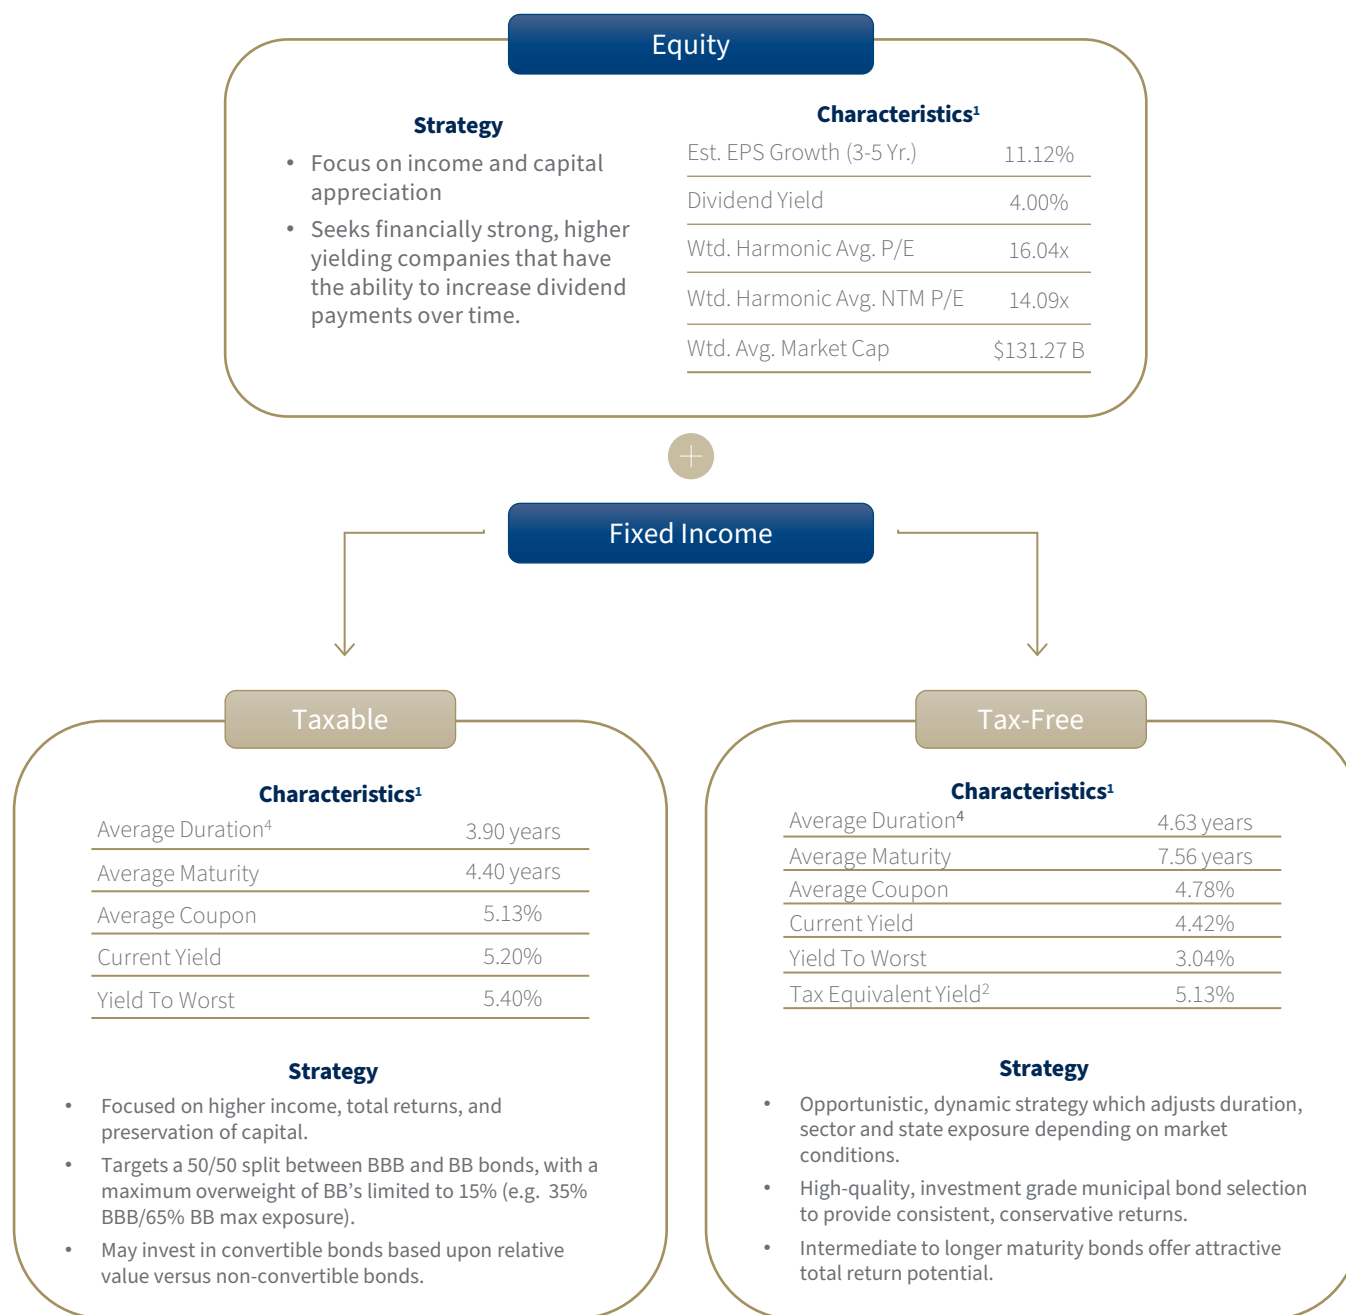 Equity
Strategy
• Focus on income and capital
appreciation
• Seeks financially strong, higher
yielding companies that have
the ability to increase dividend
payments over time.
Characteristics¹
Est. EPS Growth (3-5 Yr.) 11.12%
Dividend Yield 4.00%
Wtd. Harmonic Avg. P/E 16.04x
Wtd. Harmonic Avg. NTM P/E 14.09x
Wtd. Avg. Market Cap $131.27 B
+
Fixed Income
Taxable
Characteristics¹
Average Duration⁴ 3.90 years
Average Maturity 4.40 years
Average Coupon 5.13%
Current Yield 5.20%
Yield To Worst 5.40%
Strategy
• Focused on higher income, total returns, and
preservation of capital.
• Targets a 50/50 split between BBB and BB bonds, with a
maximum overweight of BB’s limited to 15% (e.g. 35%
BBB/65% BB max exposure).
• May invest in convertible bonds based upon relative
value versus non-convertible bonds.
Tax-Free
Characteristics¹
Average Duration⁴ 4.63 years
Average Maturity 7.56 years
Average Coupon 4.78%
Current Yield 4.42%
Yield To Worst 3.04%
Tax Equivalent Yield² 5.13%
Strategy
• Opportunistic, dynamic strategy which adjusts duration,
sector and state exposure depending on market
conditions.
• High-quality, investment grade municipal bond selection
to provide consistent, conservative returns.
• Intermediate to longer maturity bonds offer attractive
total return potential.